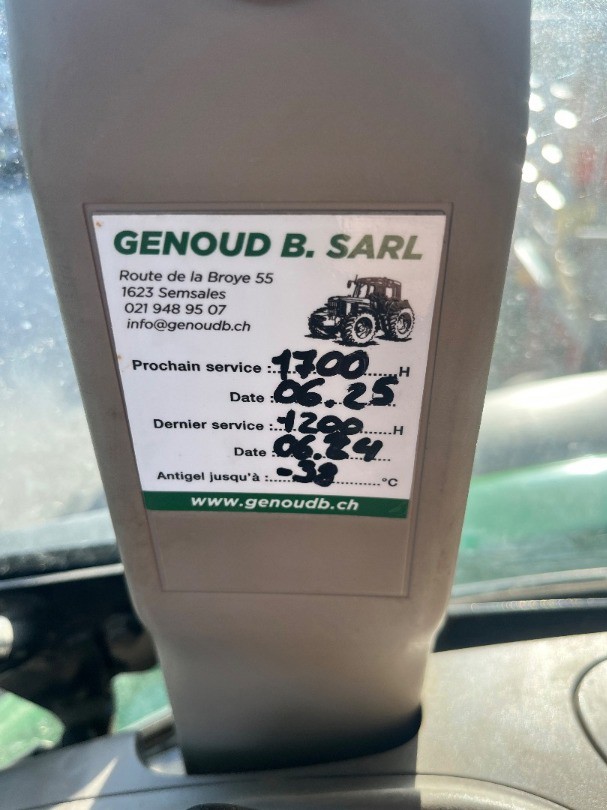 GENOUD B. SARL
Route de la Broye 55
1623 Semsales
021 948 95 07
info@genoudb.ch
Prochain service :1700.....H
Date :06.25
Dernier service :..1200.....H
Date :06.24
Antigel jusqu'à :..-38..........°C
www.genoudb.ch